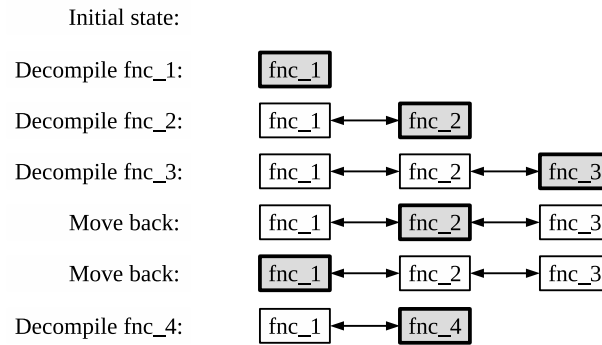 Initial state:
Decompile fnc_1: fnc_1
Decompile fnc_2: fnc_1 fnc_2
Decompile fnc_3: fnc_1 fnc_2 fnc_3
Move back: fnc_1 fnc_2 fnc_3
Move back: fnc_1 fnc_2 fnc_3
Decompile fnc_4: fnc_1 fnc_4